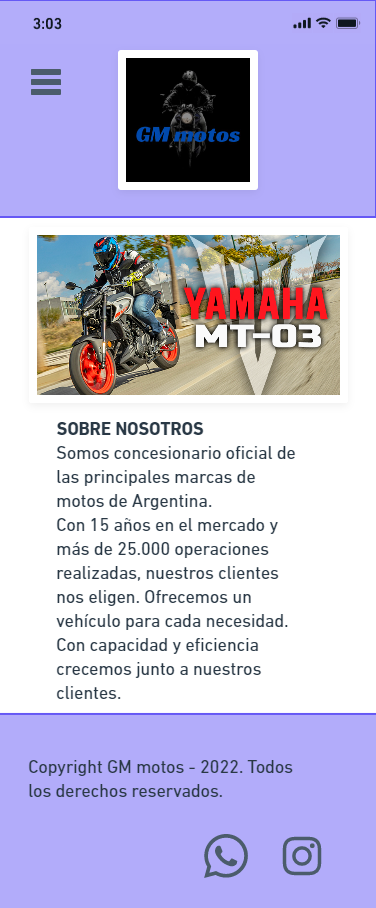 3:03
GM motos
YAMAHA
MT-03
SOBRE NOSOTROS
Somos concesionario oficial de
las principales marcas de
motos de Argentina.
Con 15 años en el mercado y
más de 25.000 operaciones
realizadas, nuestros clientes
nos eligen. Ofrecemos un
vehículo para cada necesidad.
Con capacidad y eficiencia
crecemos junto a nuestros
clientes.
Copyright GM motos - 2022. Todos
los derechos reservados.